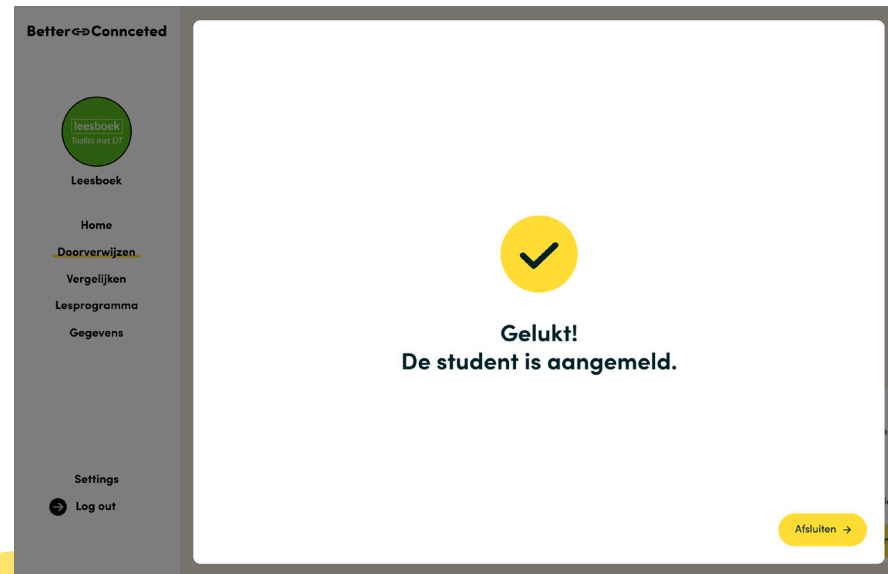 Better Connceted
leesboek
Taalles met DT
Leesboek
Home
Doorverwijzen
Vergelijken
Lesprogramma
Gegevens
Settings
Log out
Gelukt!
De student is aangemeld.
Afsluiten